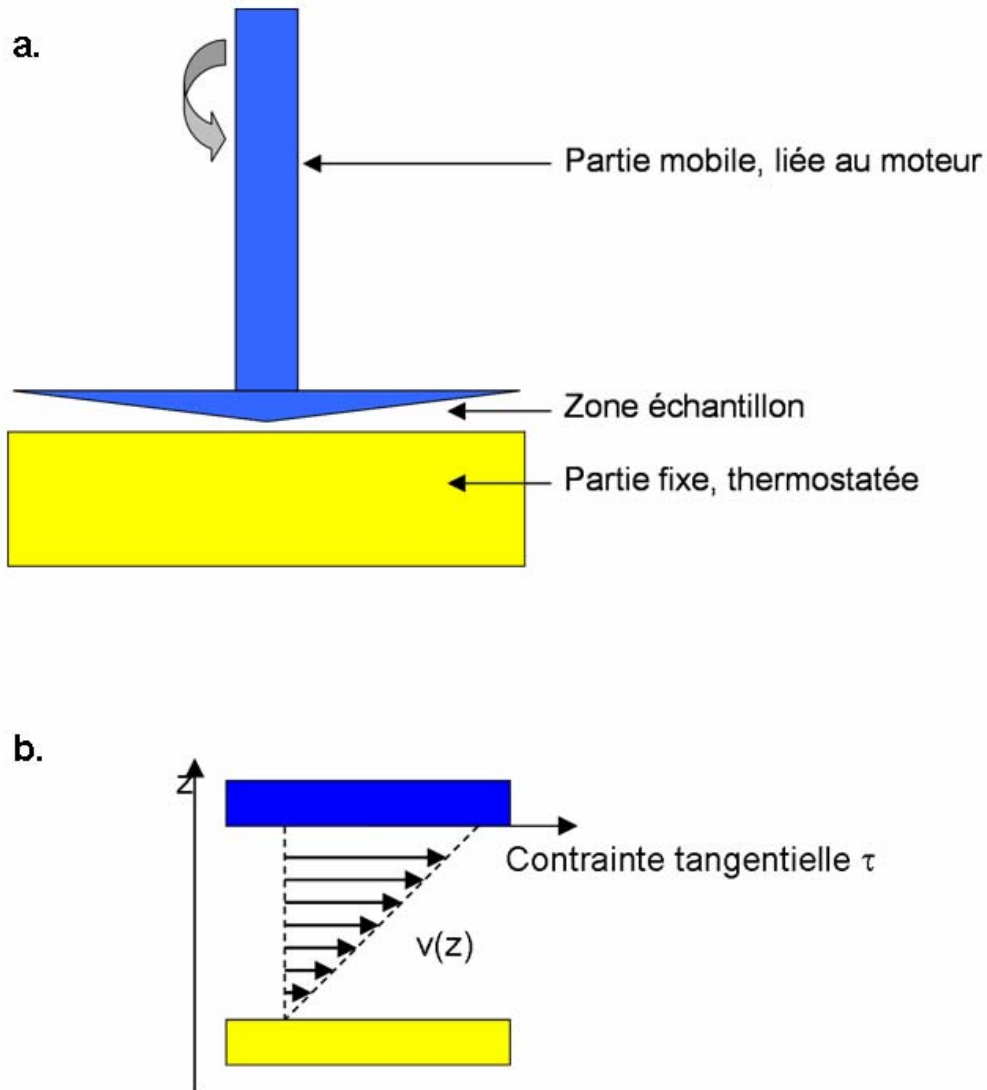 a.
Partie mobile, liée au moteur
Zone échantillon
Partie fixe, thermostatée
b.
z
Contrainte tangentielle τ
v(z)